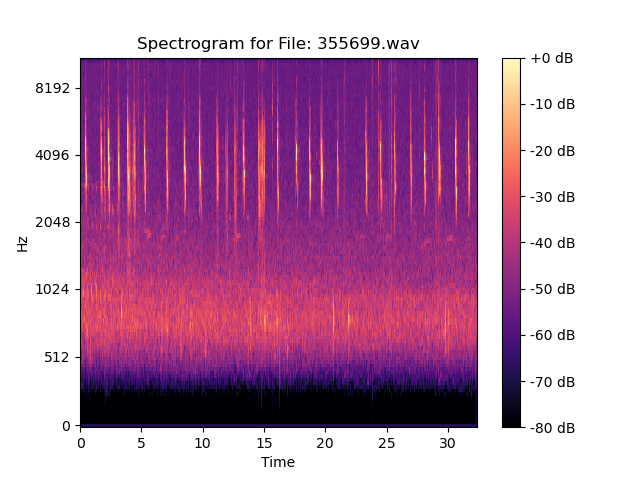 Spectrogram for File: 355699.wav
+0 dB
8192
-10 dB
4096
-20 dB
-30 dB
2048
Hz
-40 dB
1024
-50 dB
-60 dB
512
-70 dB
0
-80 dB
0 5 10 15 20 25 30
Time